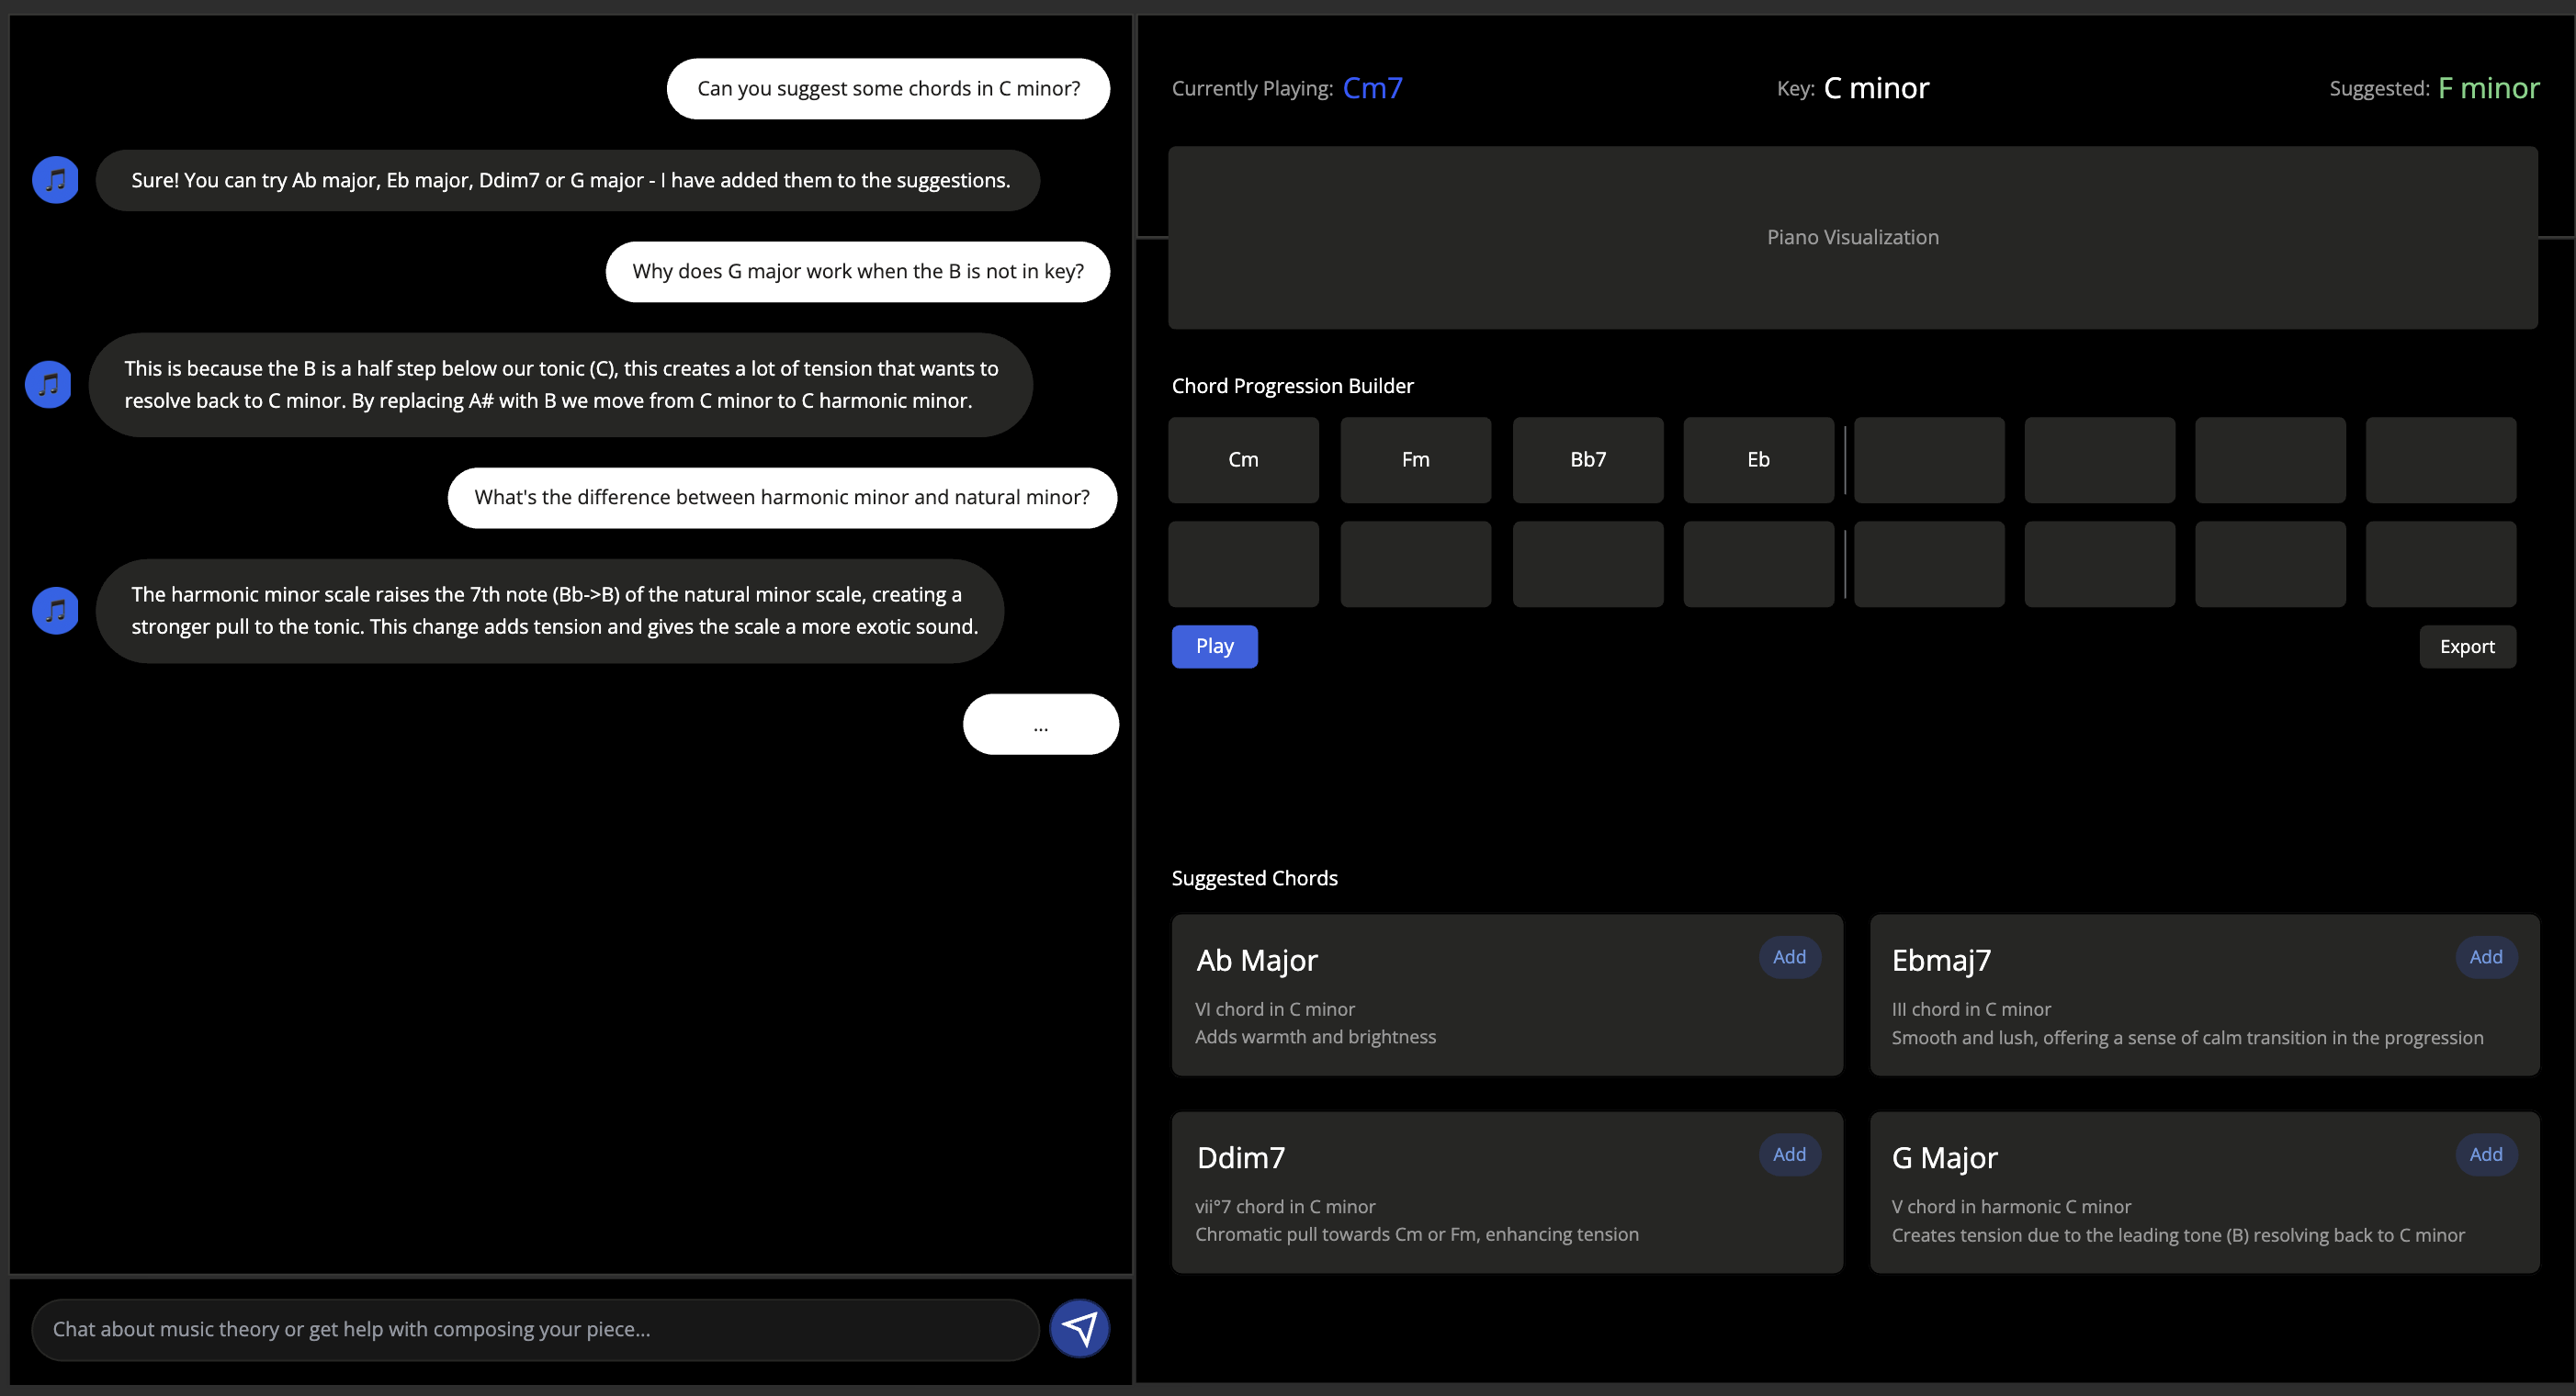 Can you suggest some chords in C minor?
Sure! You can try Ab major, Eb major, Ddim7 or G major - I have added them to the suggestions.
Why does G major work when the B is not in key?
This is because the B is a half step below our tonic (C), this creates a lot of tension that wants to
resolve back to C minor. By replacing A# with B we move from C minor to C harmonic minor.
What's the difference between harmonic minor and natural minor?
The harmonic minor scale raises the 7th note (Bb->B) of the natural minor scale, creating a
stronger pull to the tonic. This change adds tension and gives the scale a more exotic sound.
...
Chat about music theory or get help with composing your piece...
Currently Playing: Cm7
Key: C minor
Suggested: F minor
Piano Visualization
Chord Progression Builder
Cm
Fm
Bb7
Eb
Play
Export
Suggested Chords
Ab Major
Add
VI chord in C minor
Adds warmth and brightness
Ebmaj7
Add
III chord in C minor
Smooth and lush, offering a sense of calm transition in the progression
Ddim7
Add
vii°7 chord in C minor
Chromatic pull towards Cm or Fm, enhancing tension
G Major
Add
V chord in harmonic C minor
Creates tension due to the leading tone (B) resolving back to C minor